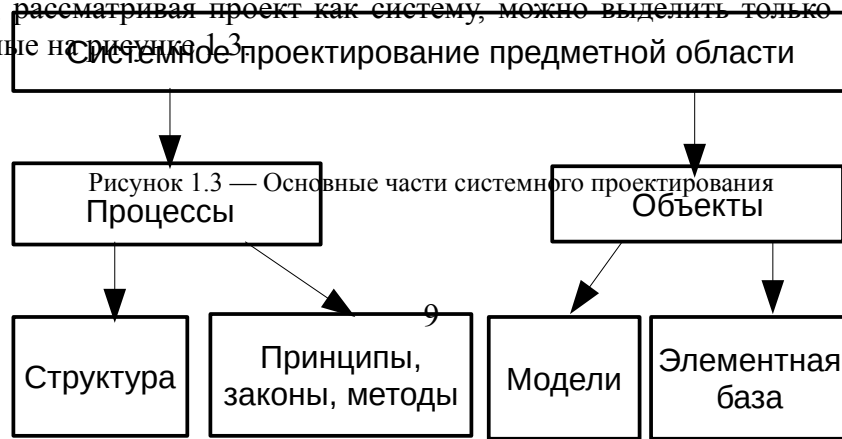 рассматривая проект как систему, можно выделить только
ые на рисунке 1.3.
Системное проектирование предметной области
Рисунок 1.3 — Основные части системного проектирования
Процессы
Объекты
9
Структура
Принципы,
законы, методы
Модели
Элементная
база